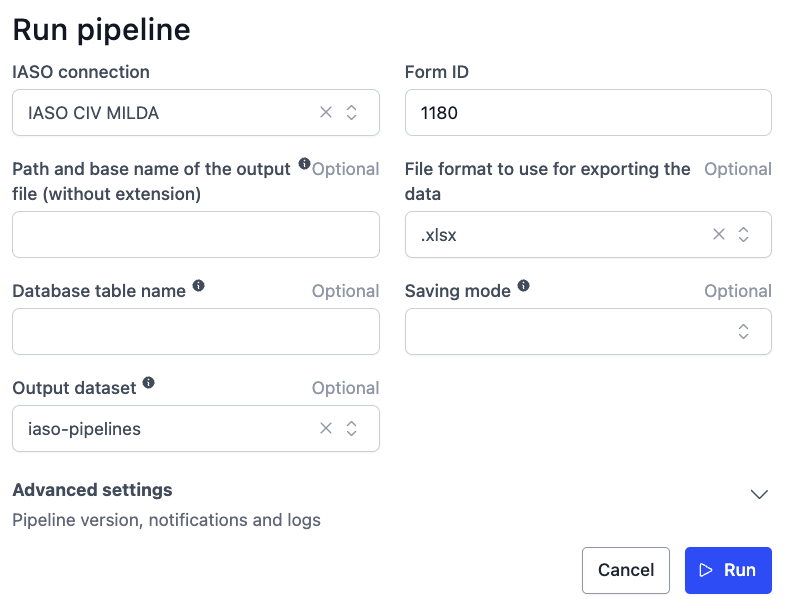 Run pipeline
IASO connection
Form ID
IASO CIV MILDA
1180
Path and base name of the output file (without extension)
Optional
File format to use for exporting the data
Optional
.xlsx
Database table name
Optional
Saving mode
Optional
Output dataset
Optional
iaso-pipelines
Advanced settings
Pipeline version, notifications and logs
Cancel
Run